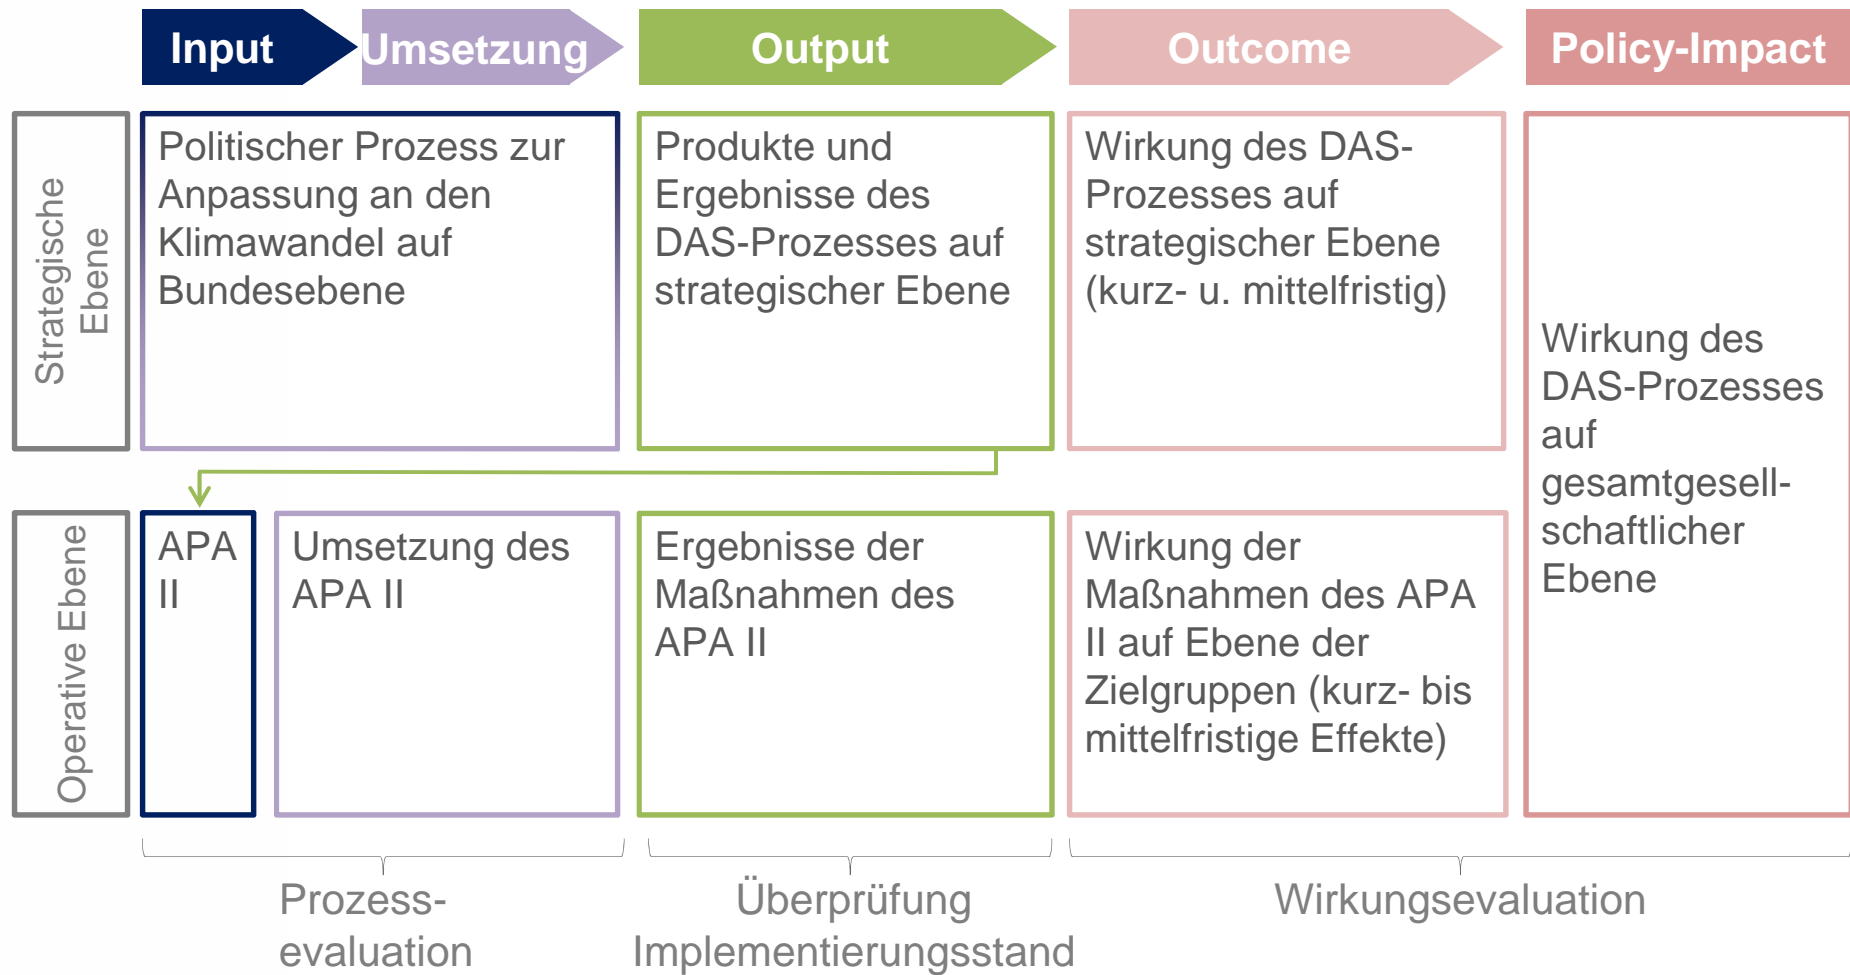 Input
Umsetzung
Output
Outcome
Policy-Impact
Strategische
Ebene
Politischer Prozess zur
Anpassung an den
Klimawandel auf
Bundesebene
Produkte und
Ergebnisse des
DAS-Prozesses auf
strategischer Ebene
Wirkung des DAS-
Prozesses auf
strategischer Ebene
(kurz- u. mittelfristig)
Wirkung des
DAS-Prozesses
auf
gesamtgesell-
schaftlicher
Ebene
Operative Ebene
APA
II
Umsetzung des
APA II
Ergebnisse der
Maßnahmen des
APA II
Wirkung der
Maßnahmen des APA
II auf Ebene der
Zielgruppen (kurz- bis
mittelfristige Effekte)
Prozess-
evaluation
Überprüfung
Implementierungsstand
Wirkungsevaluation